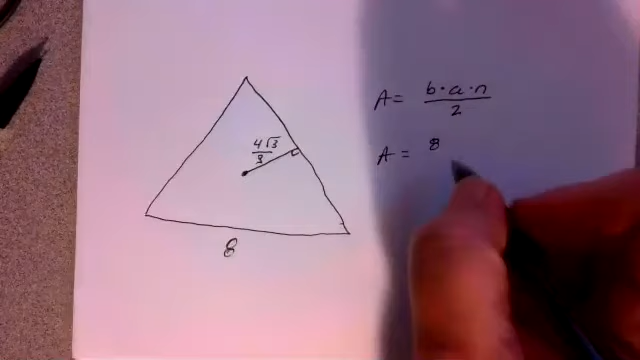 4√3/3
8
A = b·a·n/2
A = 8